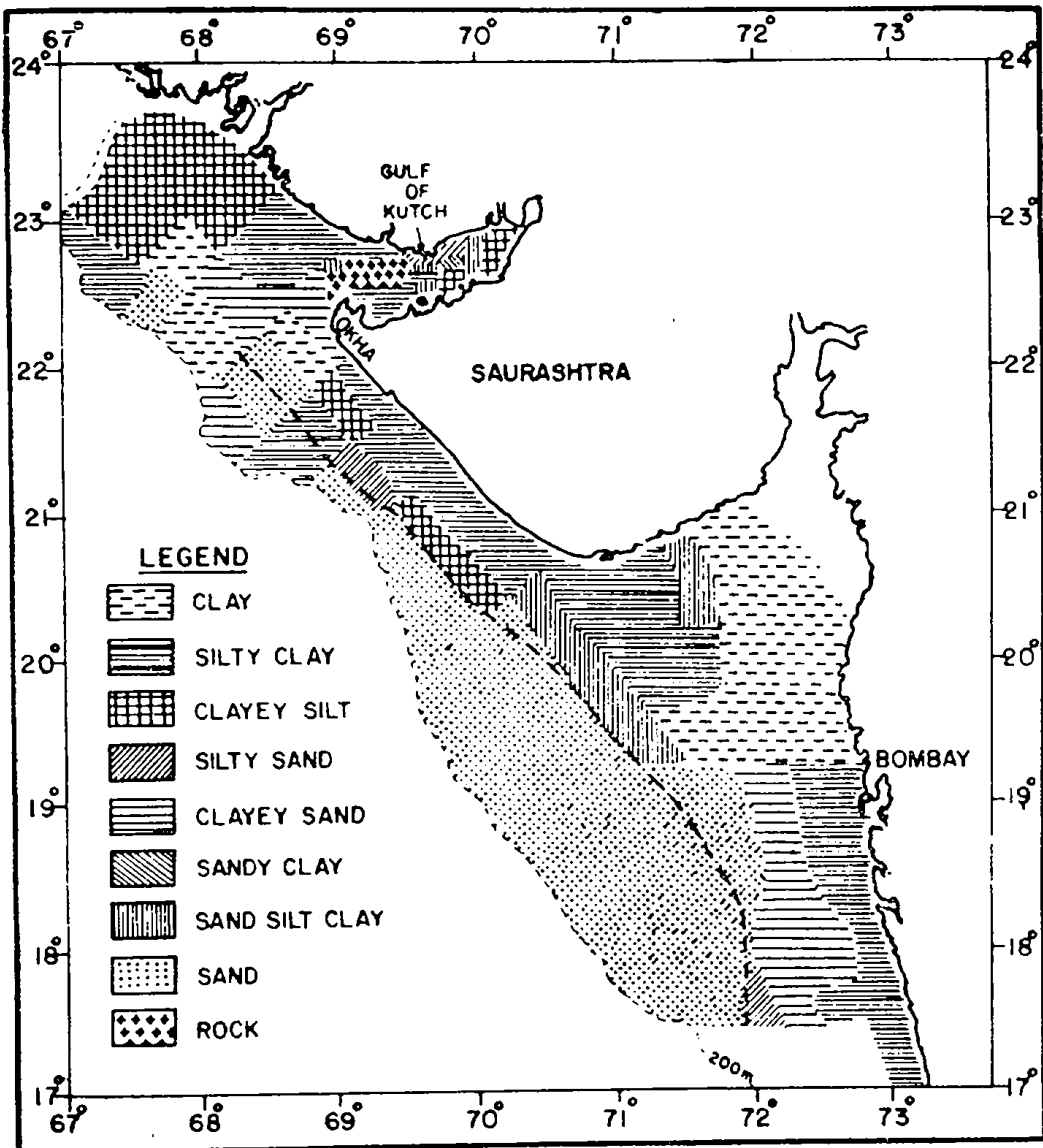 67° 68° 69° 70° 71° 72° 73°
24° 24°
GULF
OF
KUTCH
23° 23°
OKHA
22° 22°
SAURASHTRA
21° 21°
LEGEND
CLAY
SILTY CLAY
20° 20°
CLAYEY SILT
SILTY SAND
BOMBAY
19° 19°
CLAYEY SAND
SANDY CLAY
SAND SILT CLAY
18° 18°
SAND
ROCK
200m
17° 17°
67° 68° 69° 70° 71° 72° 73°